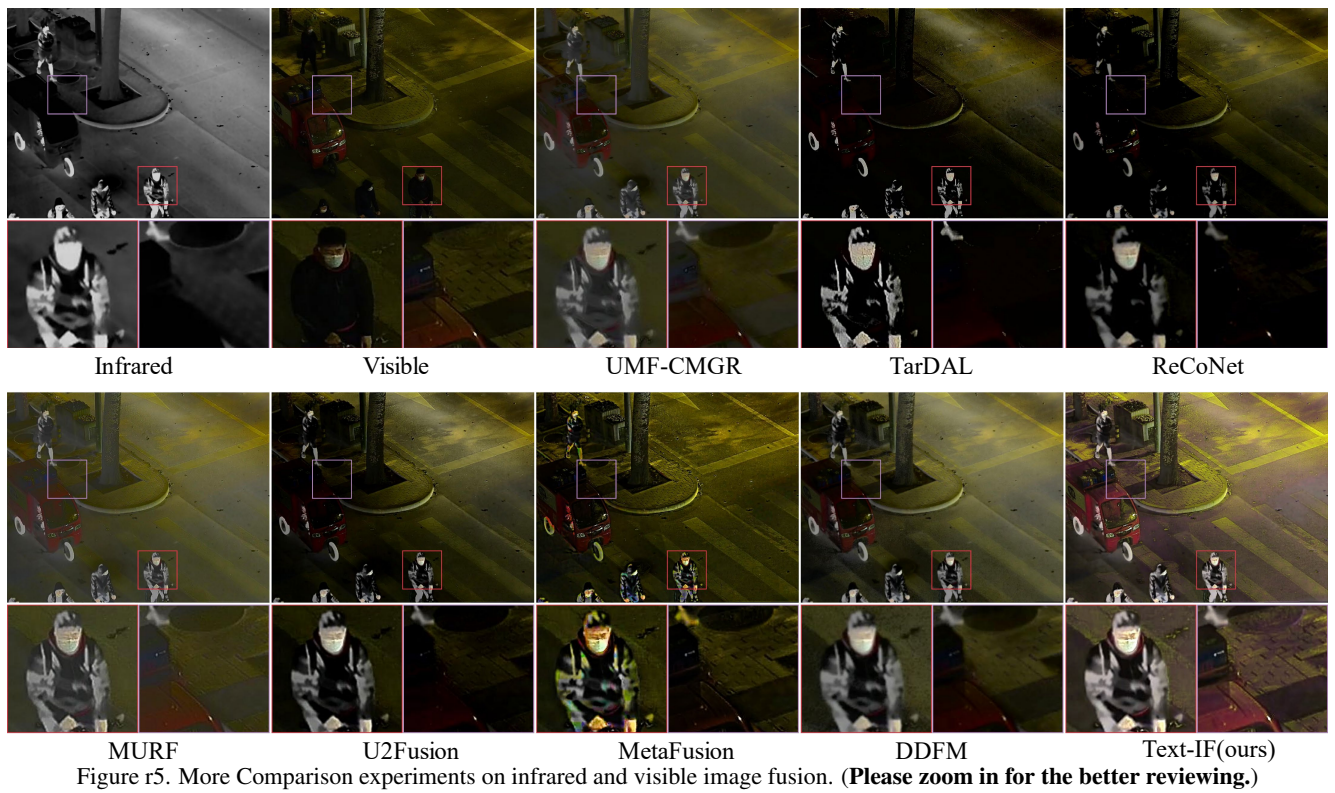 Infrared Visible UMF-CMGR TarDAL ReCoNet
MURF U2Fusion MetaFusion DDFM Text-IF(ours)
Figure r5. More Comparison experiments on infrared and visible image fusion. (Please zoom in for the better reviewing.)